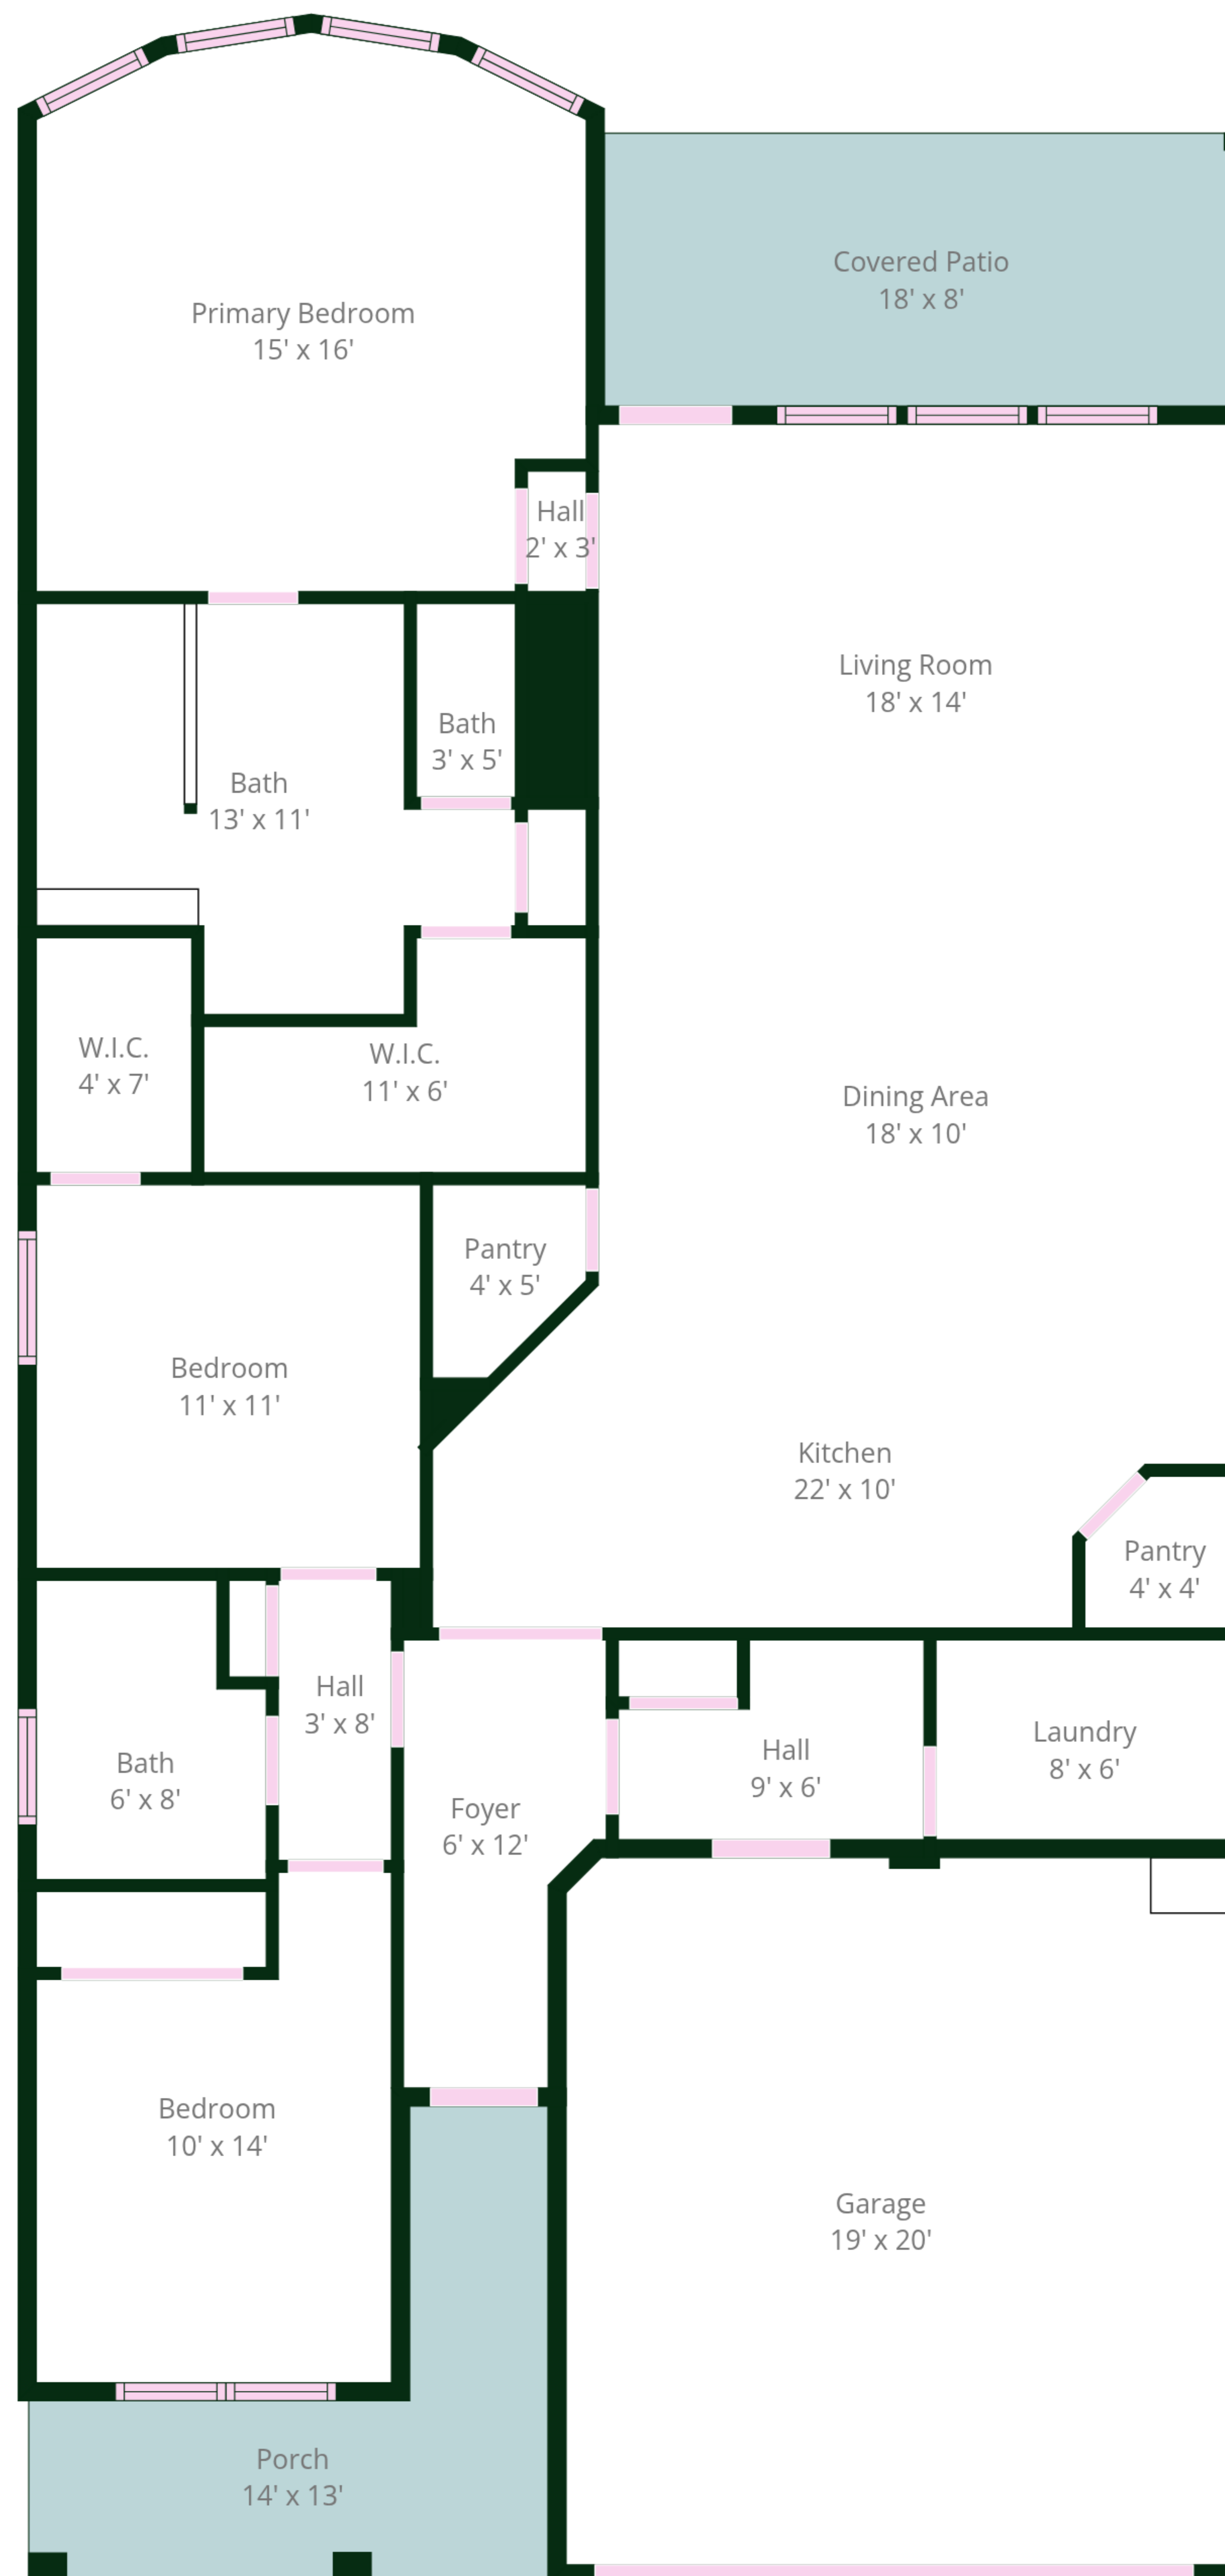 Covered Patio
18' x 8'
Primary Bedroom
15' x 16'
Hall
2' x 3'
Living Room
18' x 14'
Bath
3' x 5'
Bath
13' x 11'
W.I.C.
4' x 7'
W.I.C.
11' x 6'
Dining Area
18' x 10'
Pantry
4' x 5'
Bedroom
11' x 11'
Kitchen
22' x 10'
Pantry
4' x 4'
Hall
3' x 8'
Laundry
8' x 6'
Hall
9' x 6'
Bath
6' x 8'
Foyer
6' x 12'
Bedroom
10' x 14'
Garage
19' x 20'
Porch
14' x 13'